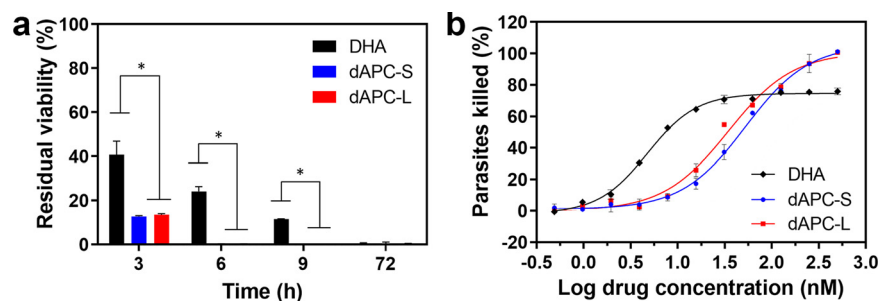 a
Residual viability (%)
100
80
60
40
20
0
DHA
dAPC-S
dAPC-L
*
*
*
3
6
9
72
Time (h)
b
Parasites killed (%)
120
100
80
60
40
20
0
-20
DHA
dAPC-S
dAPC-L
-0.5
0.0
0.5
1.0
1.5
2.0
2.5
3.0
Log drug concentration (nM)